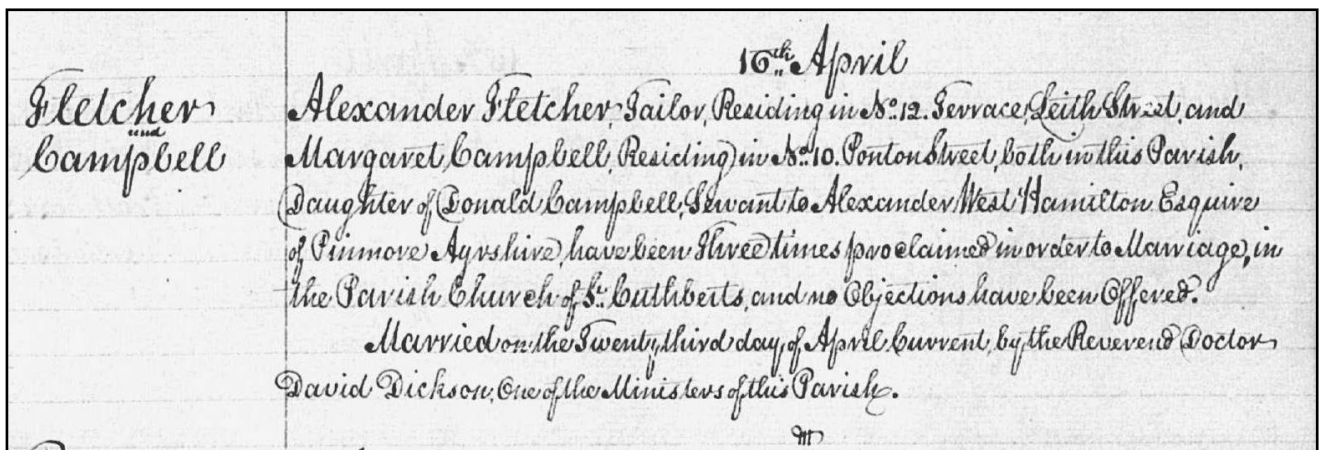 16th April
Fletcher
and
Campbell
Alexander Fletcher, Tailor, Residing in No. 12. Terrace, Leith Street, and
Margaret Campbell, Residing in No. 10. Ponton Street, both in this Parish,
Daughter of Donald Campbell, Servant to Alexander West Hamilton Esquire
of Pinmore Ayrshire, have been Three times proclaimed in order to Marriage, in
the Parish Church of St. Cuthberts, and no Objections have been Offered.
Married on the Twenty third day of April Current, by the Reverend Doctor
David Dickson, One of the Ministers of this Parish.